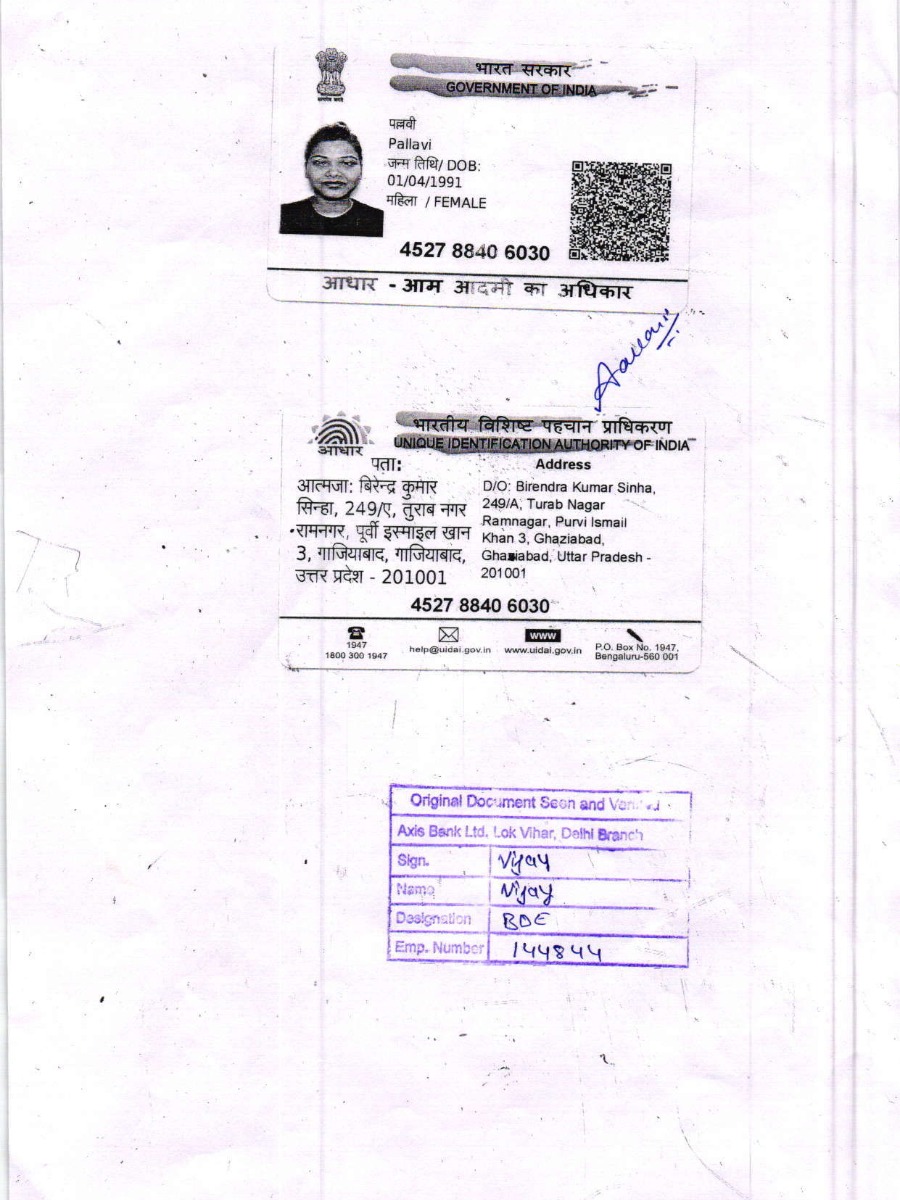 भारत सरकार
GOVERNMENT OF INDIA
पल्लवी
Pallavi
जन्म तिथि/ DOB:
01/04/1991
महिला / FEMALE
4527 8840 6030
आधार - आम आदमी का अधिकार
भारतीय विशिष्ट पहचान प्राधिकरण
UNIQUE IDENTIFICATION AUTHORITY OF INDIA
आधार
पता:
आत्मजा: बिरेन्द्र कुमार
सिन्हा, 249/ए, तुराब नगर
रामनगर, पूर्वी इस्माइल खान
3, गाजियाबाद, गाजियाबाद,
उत्तर प्रदेश - 201001
Address
D/O: Birendra Kumar Sinha,
249/A, Turab Nagar
Ramnagar, Purvi Ismail
Khan 3, Ghaziabad,
Ghaziabad, Uttar Pradesh -
201001
4527 8840 6030
1947
1800 300 1947
help@uidai.gov.in
www
www.uidai.gov.in
P.O. Box No. 1947,
Bengaluru-560 001
Original Document Seen and
Axis Bank Ltd. Lok Vihar, Delhi Branch
Sign. Vijay
Name Vijay
Designation BDE
Emp. Number 144844